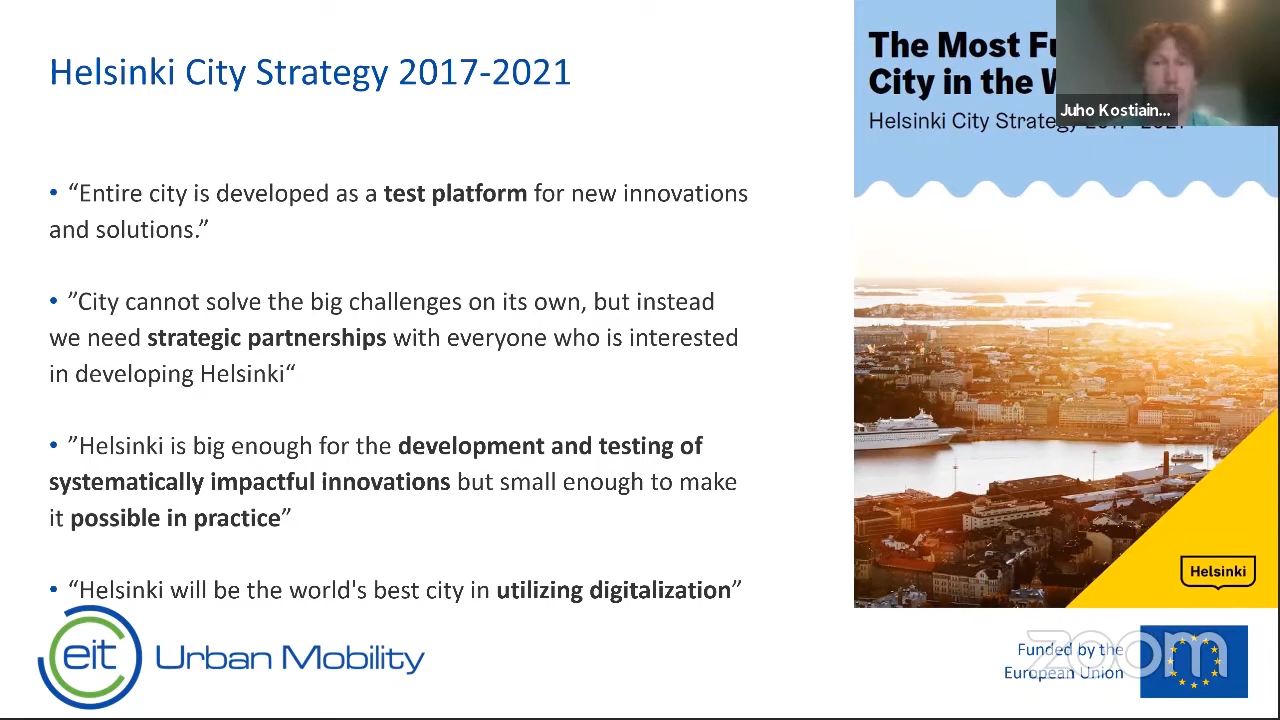 Helsinki City Strategy 2017-2021
• “Entire city is developed as a test platform for new innovations
and solutions.”
• ”City cannot solve the big challenges on its own, but instead
we need strategic partnerships with everyone who is interested
in developing Helsinki“
• ”Helsinki is big enough for the development and testing of
systematically impactful innovations but small enough to make
it possible in practice”
• “Helsinki will be the world's best city in utilizing digitalization”
The Most
City in the
Helsinki City Strategy
Juho Kostiain...
Helsinki
eit Urban Mobility
Funded by the
European Union
zoom